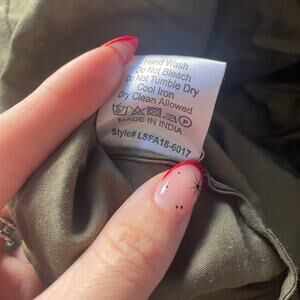 Hand Wash
Do Not Bleach
Do Not Tumble Dry
Cool Iron
Dry Clean Allowed
MADE IN INDIA
Style# LSFA18-6017